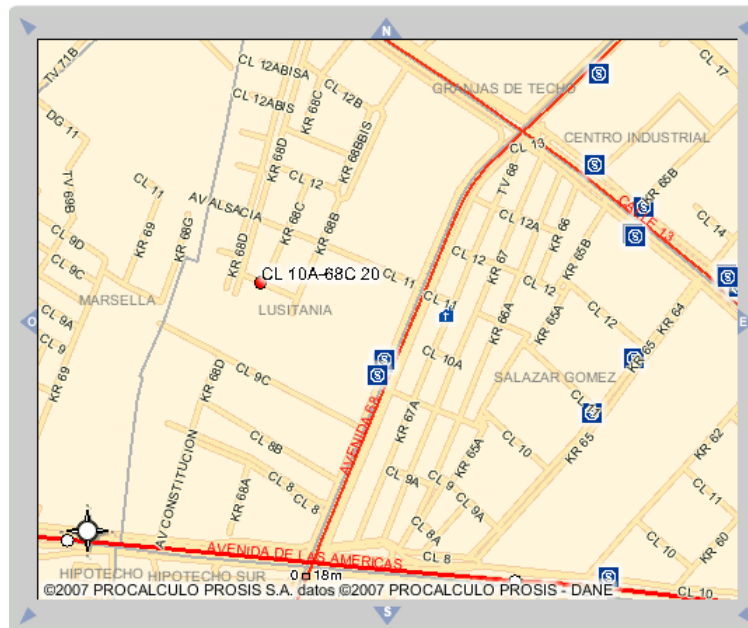 N
TV 71B
CL 12ABISA
CL 12ABIS
CL 12B
KR 68C
KR 68BBIS
KR 68D
GRANJAS DE TECHO
CL 17
CENTRO INDUSTRIAL
CL 13
DG 11
TV 69B
CL 11
KR 69
KR 68G
CL 12
KR 68C
KR 68B
AV ALSACIA
TV 68
KR 65B
CALLE 13
CL 14
CL 9D
CL 9C
KR 68D
CL 10A-68C 20
CL 11
CL 12A
KR 66
CL 12
KR 67
KR 65B
MARSELLA
LUSITANIA
CL 11
CL 12
CL 12
KR 66A
KR 65A
KR 64
O
E
CL 9A
CL 9
KR 69
KR 68D
CL 9C
CL 10A
KR 65
SALAZAR GOMEZ
AVENIDA 68
KR 67A
KR 65
CL 8B
AV CONSTITUCION
KR 65A
CL 10
KR 62
CL 8
CL 8
KR 68A
CL 9A
CL 9
CL 9A
CL 11
CL 8A
CL 10
KR 60
AVENIDA DE LAS AMERICAS
CL 8
HIPOTECHO
HIPOTECHO SUR
0 18m
CL 10
©2007 PROCALCULO PROSIS S.A. datos ©2007 PROCALCULO PROSIS - DANE
S